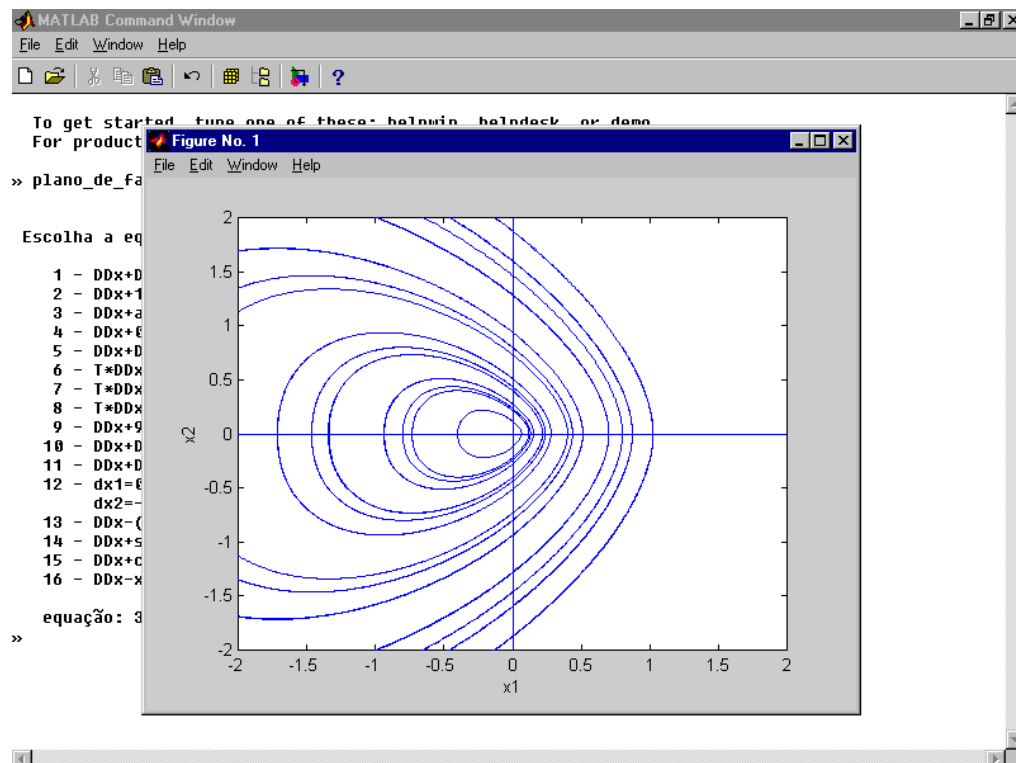 MATLAB Command Window
File Edit Window Help
To get started, type one of these: helpwin, helpdesk, or demo
For product
» plano_de_fa
Escolha a eq
1 - DDx+D
2 - DDx+1
3 - DDx+a
4 - DDx+0
5 - DDx+D
6 - T*DDx
7 - T*DDx
8 - T*DDx
9 - DDx+9
10 - DDx+D
11 - DDx+D
12 - dx1=0
dx2=-
13 - DDx-(
14 - DDx+s
15 - DDx+c
16 - DDx-x
equação: 3
»
Figure No. 1
File Edit Window Help
2
1.5
1
0.5
0
-0.5
-1
-1.5
-2
x2
-2 -1.5 -1 -0.5 0 0.5 1 1.5 2
x1